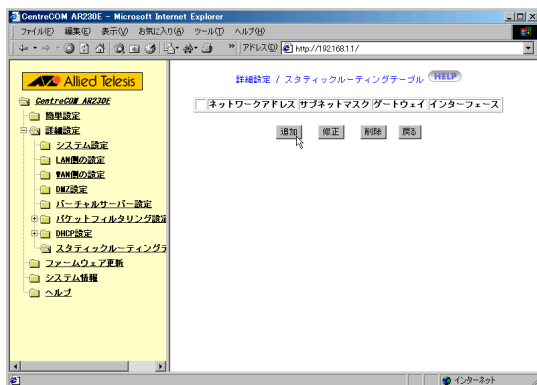 CentreCOM AR230E - Microsoft Internet Explorer
ファイル(F) 編集(E) 表示(V) お気に入り(A) ツール(T) ヘルプ(H)
» アドレス(D) http://192.168.1.1/
Allied Telesis
CentreCOM AR230E
簡単設定
詳細設定
システム設定
LAN側の設定
WAN側の設定
DMZ設定
バーチャルサーバー設定
パケットフィルタリング設定
DHCP設定
スタティックルーティングテ
ファームウェア更新
システム情報
ヘルプ
詳細設定 / スタティックルーティングテーブル HELP
ネットワークアドレス サブネットマスク ゲートウェイ インターフェース
追加 修正 削除 戻る
インターネット